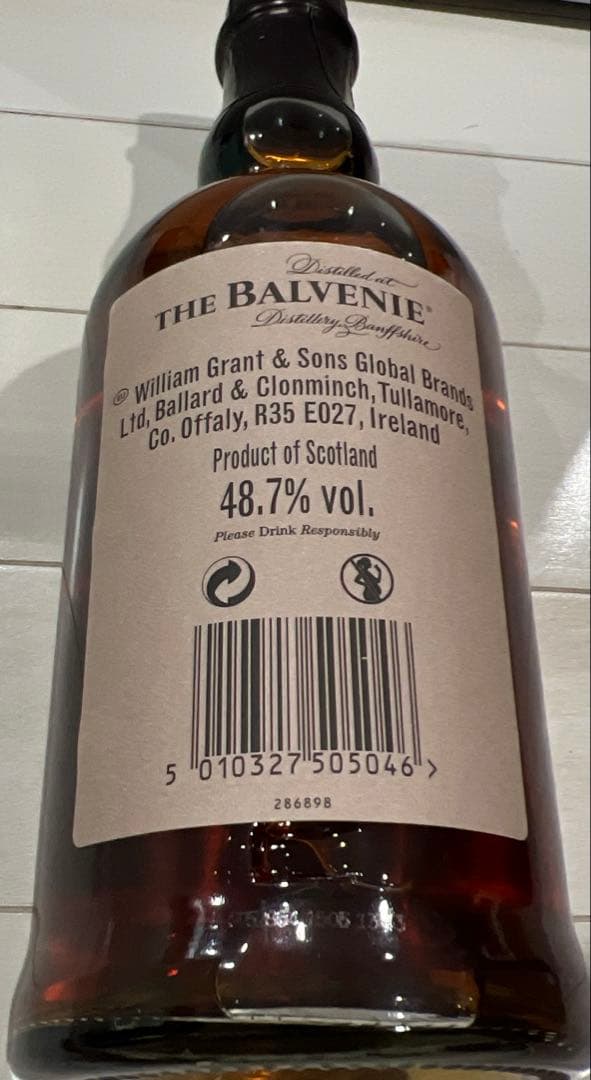 Distilled at
THE BALVENIE®
Distillery, Banffshire
EU William Grant & Sons Global Brands
Ltd, Ballard & Clonminch, Tullamore,
Co. Offaly, R35 E027, Ireland
Product of Scotland
48.7% vol.
Please Drink Responsibly
5 010327 505046 >
286898